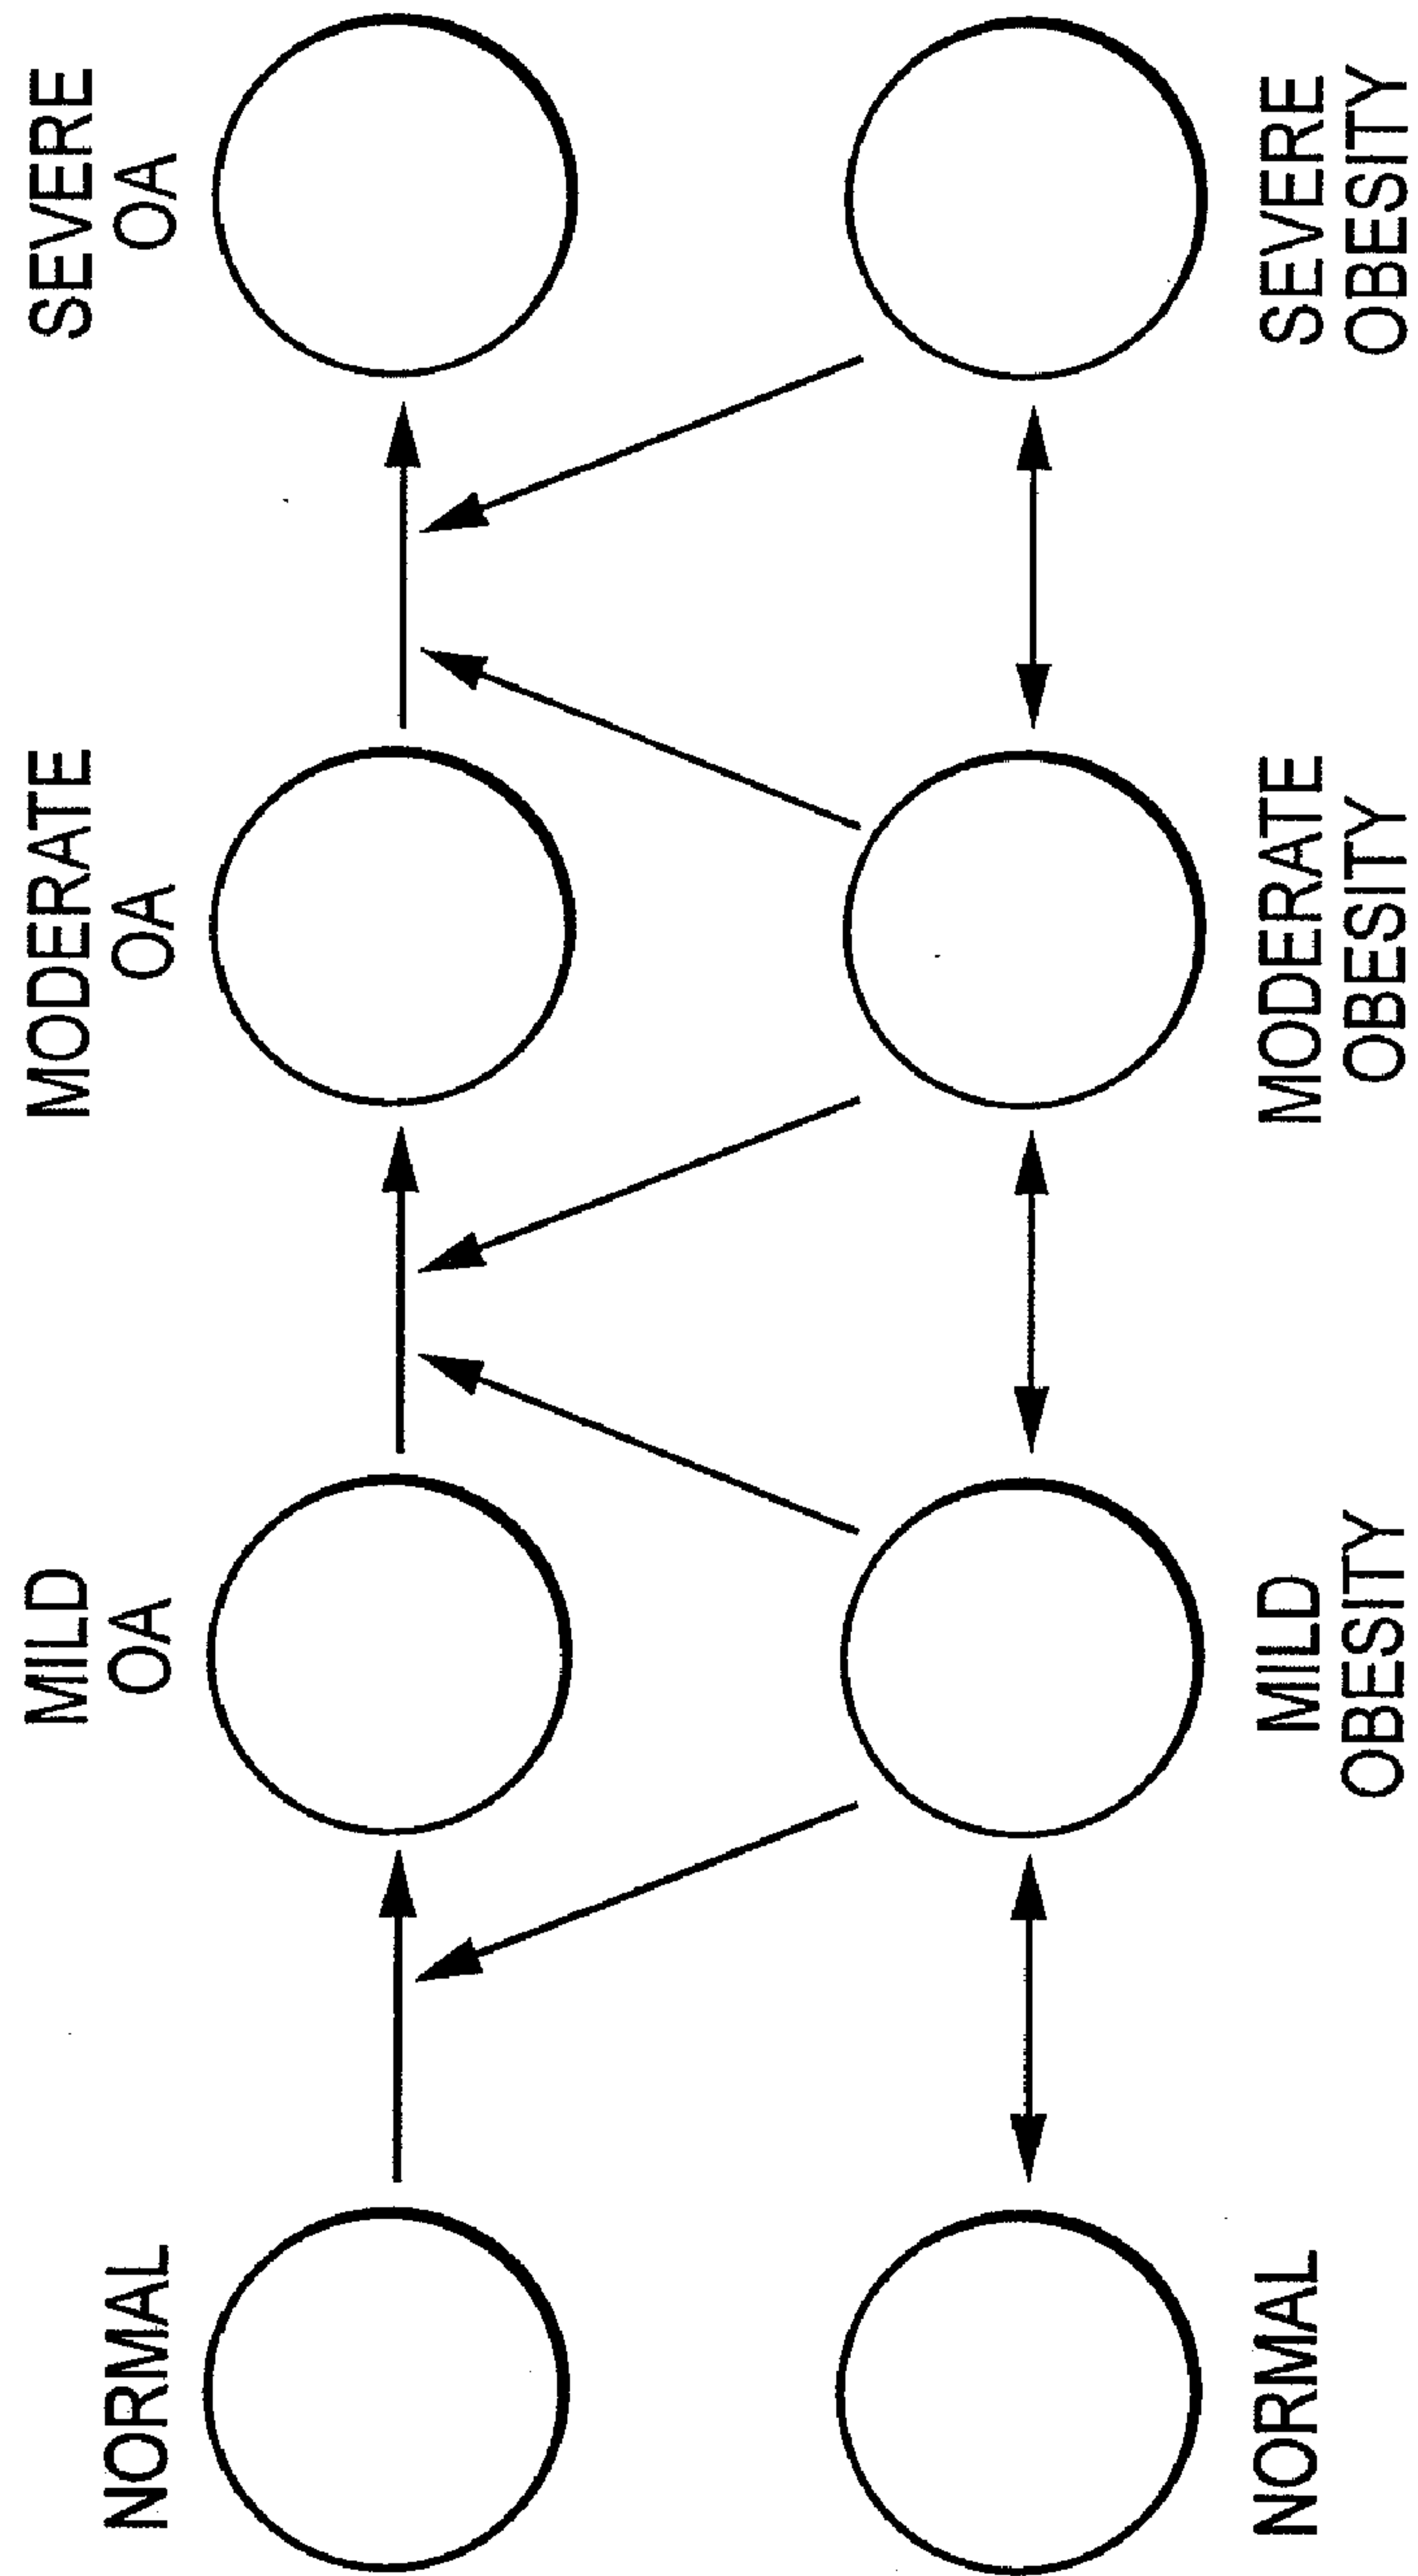 NORMAL
MILD
OA
MODERATE
OA
SEVERE
OA
NORMAL
MILD
OBESITY
MODERATE
OBESITY
SEVERE
OBESITY